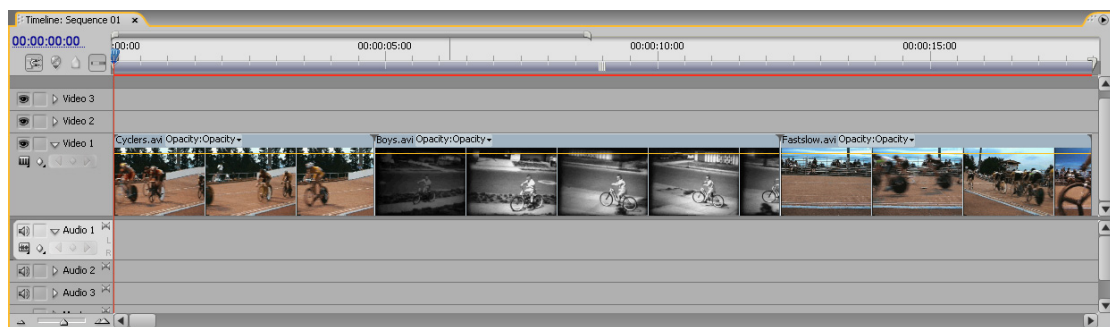 Timeline: Sequence 01 ×
00:00:00:00
:00:00 00:00:05:00 00:00:10:00 00:00:15:00
Video 3
Video 2
Video 1
Cyclers.avi Opacity:Opacity Boys.avi Opacity:Opacity Fastslow.avi Opacity:Opacity
Audio 1
L
R
Audio 2
Audio 3